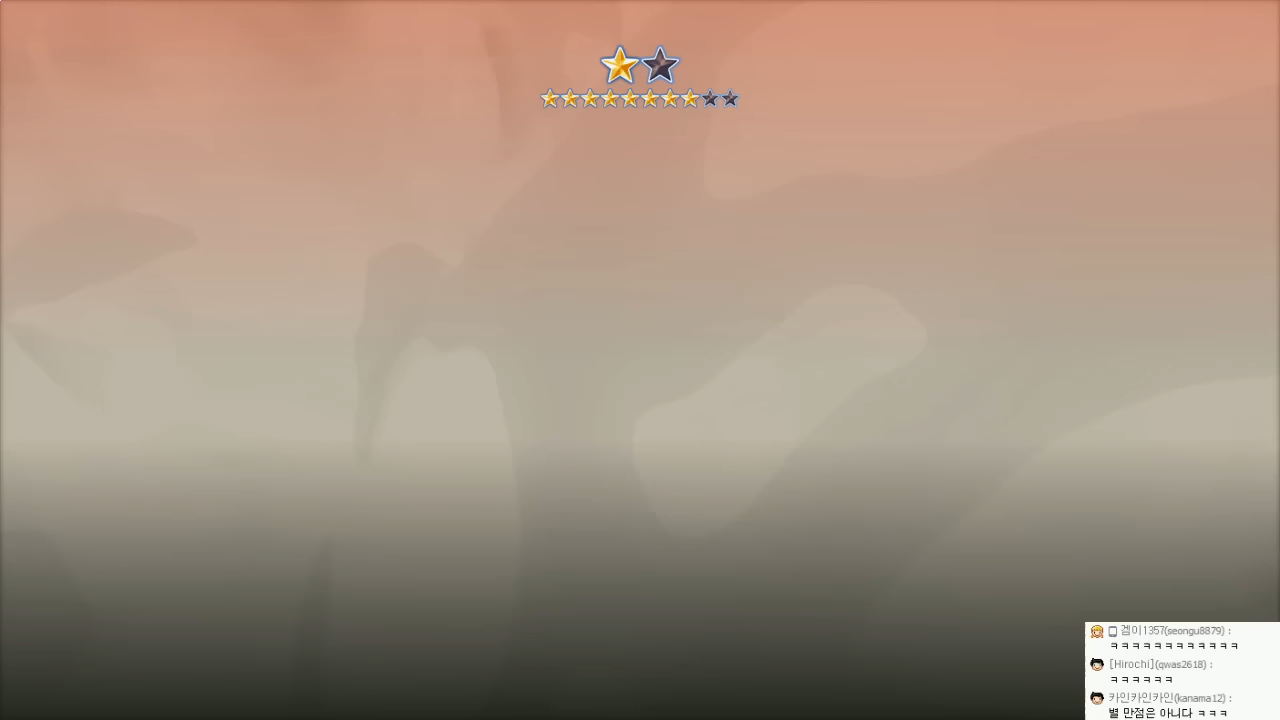 겜이1357(seongu8879) :
ㅋㅋㅋㅋㅋㅋㅋㅋㅋㅋㅋㅋ
[Hirochi](qwas2618) :
ㅋㅋㅋㅋㅋㅋ
카인카인카인(kanama12) :
별 만점은 아니다 ㅋㅋㅋ